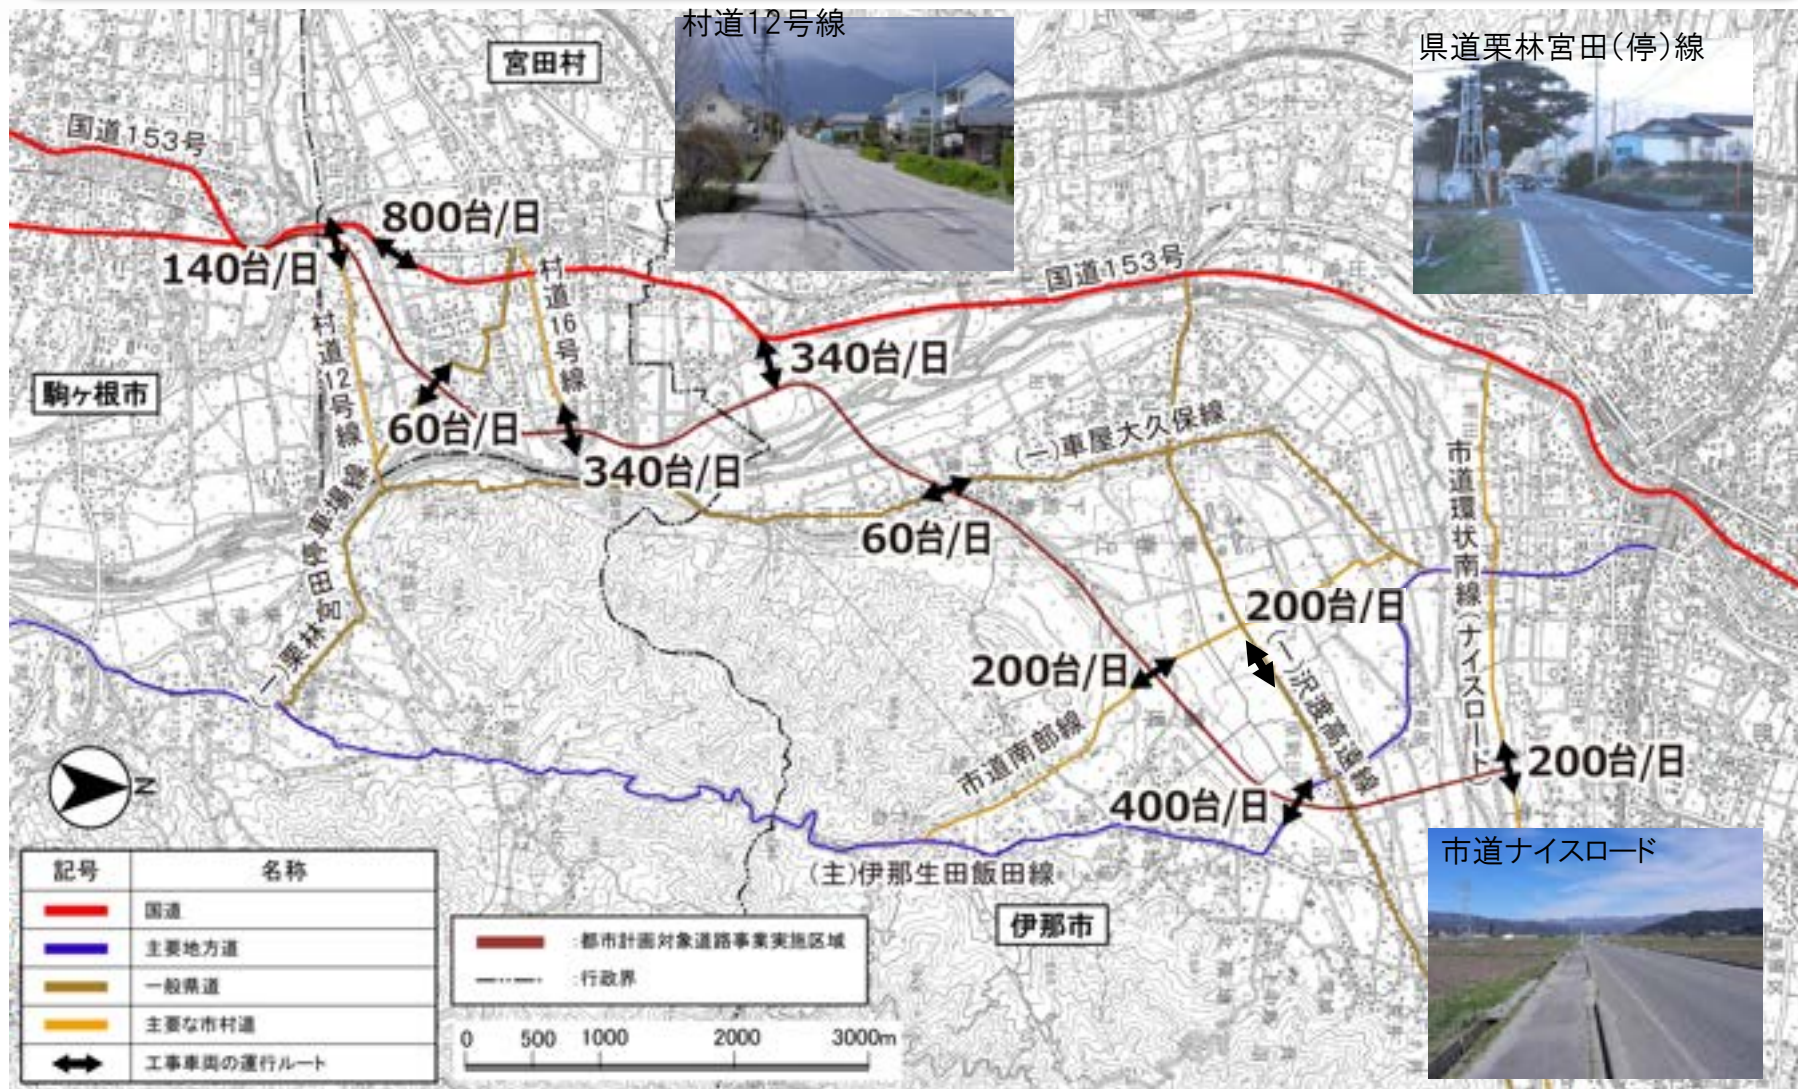 村道12号線
県道栗林宮田(停)線
宮田村
国道153号
800台/日
140台/日
村道16号線
国道153号
340台/日
村道12号線
駒ヶ根市
60台/日
340台/日
(一)車屋大久保線
市道環状南線(ナイスロード)
(一)栗林宮田停車場線
60台/日
200台/日
200台/日
(一)沢渡高遠線
市道南部線
200台/日
400台/日
N
(主)伊那生田飯田線
伊那市
市道ナイスロード
記号 名称
国道
主要地方道
一般県道
主要な市村道
工事車両の運行ルート
:都市計画対象道路事業実施区域
:行政界
0 500 1000 2000 3000m